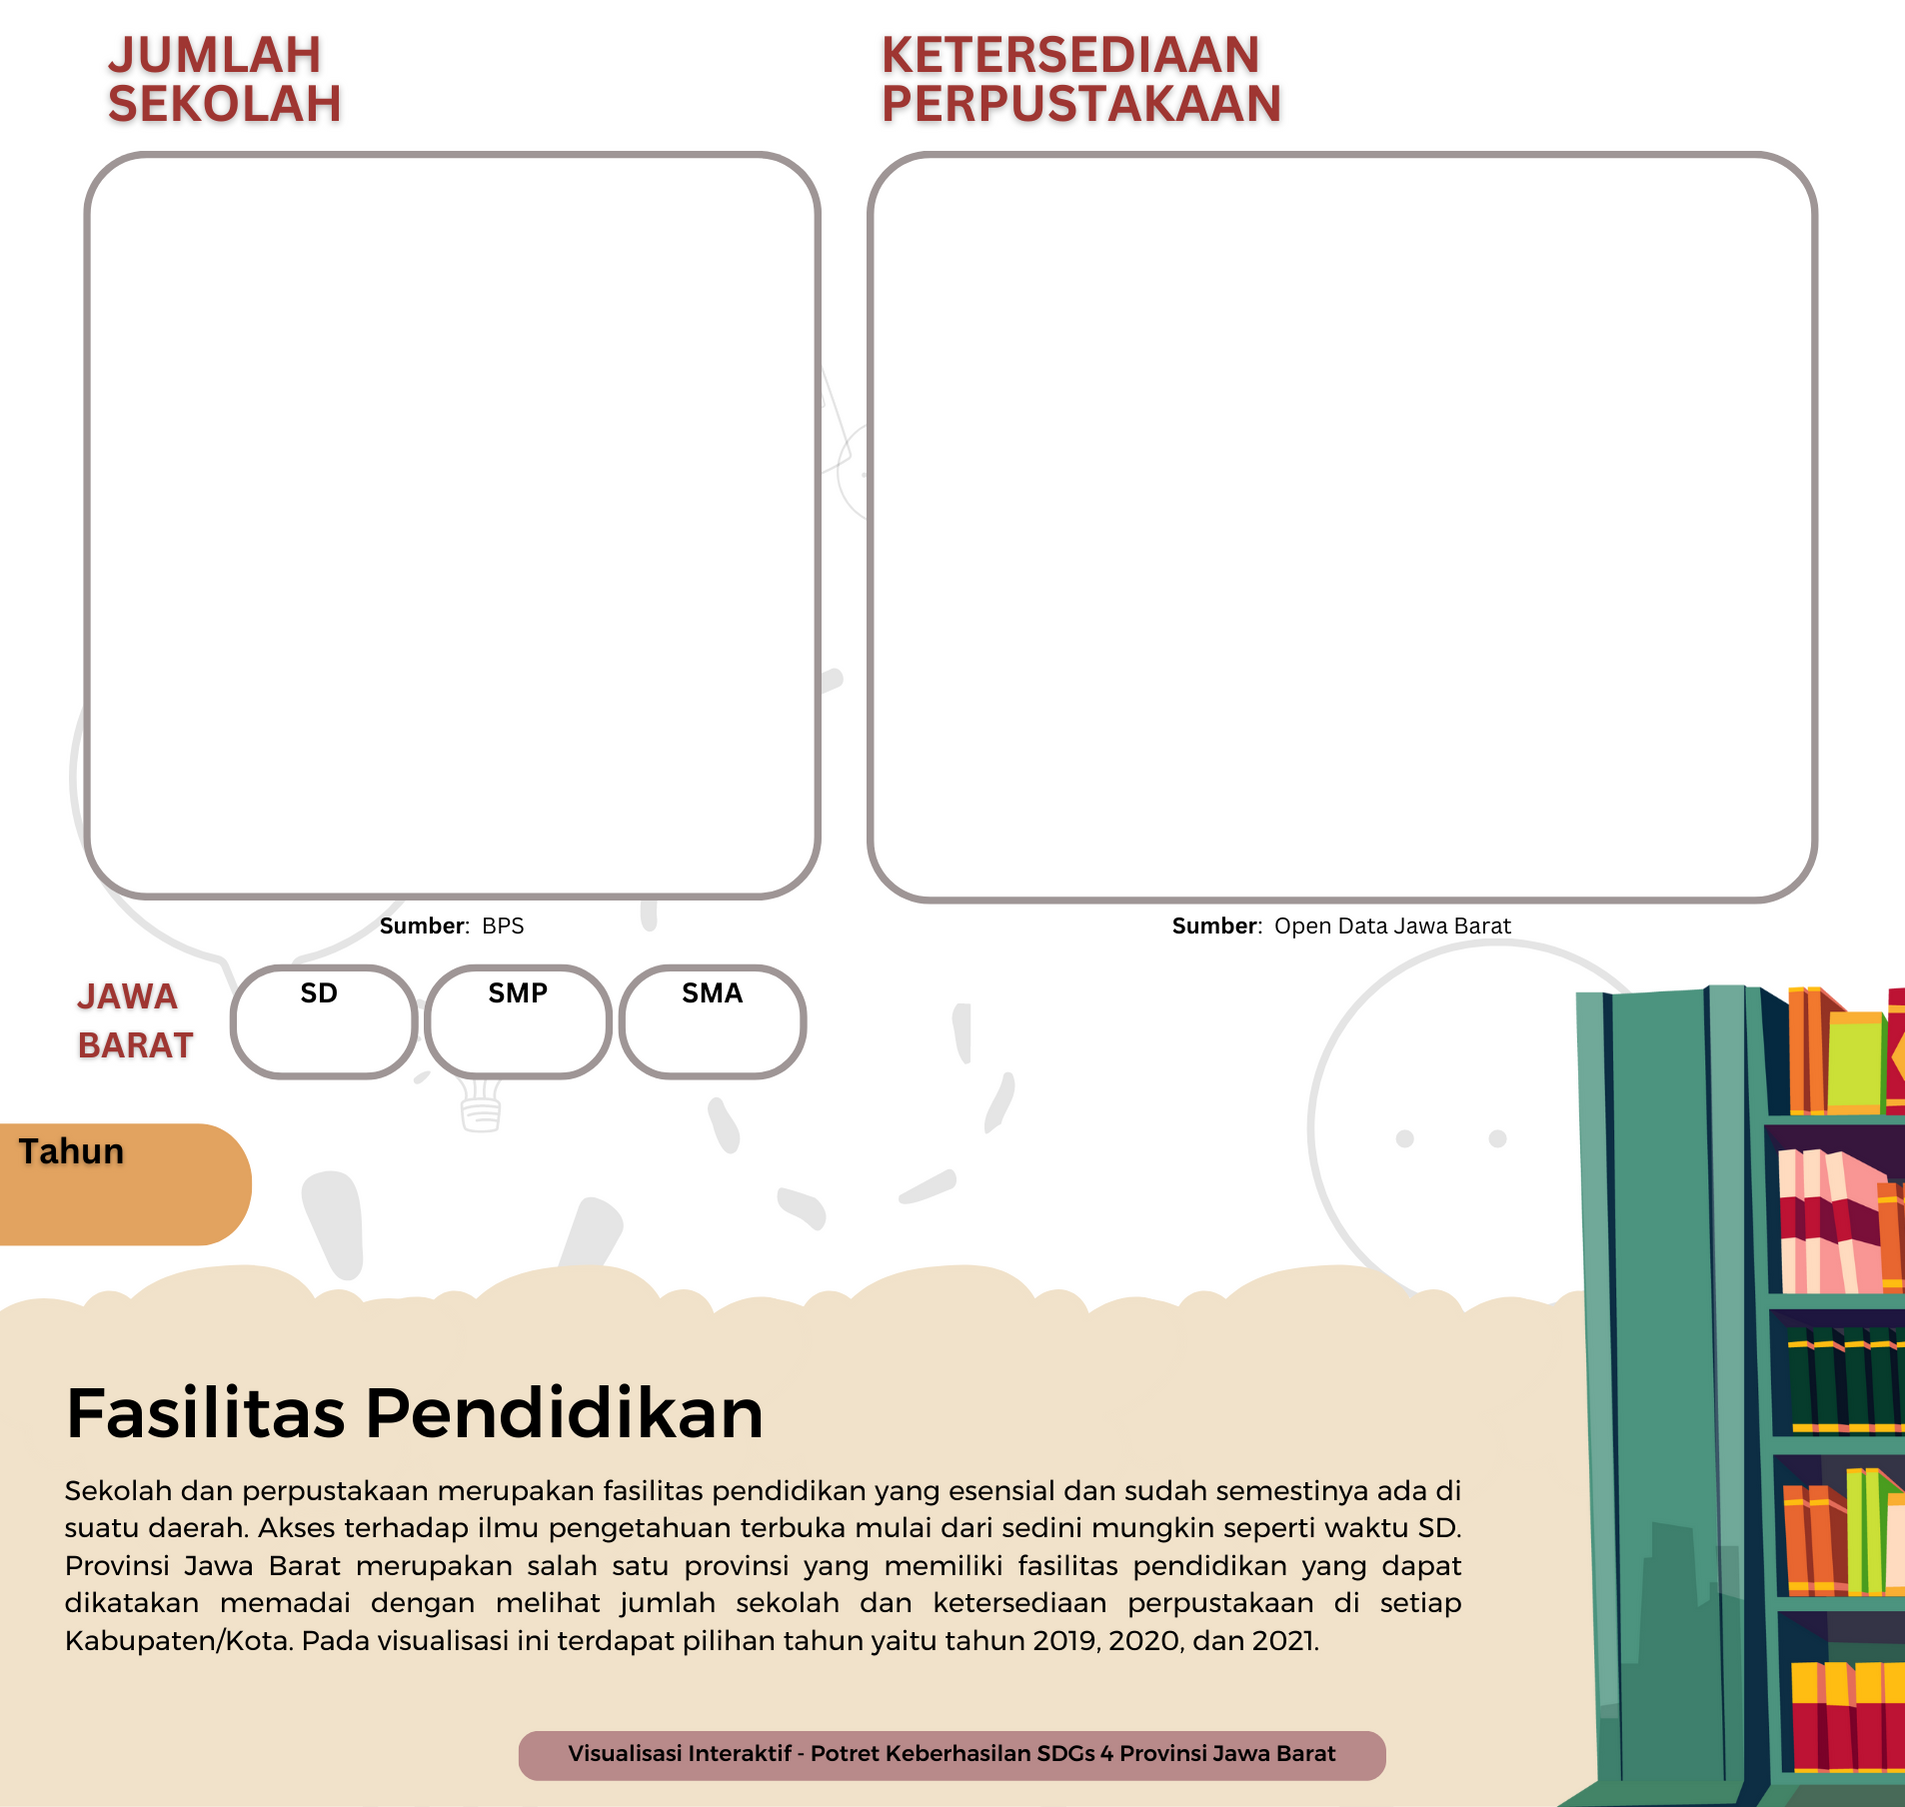 JUMLAH
SEKOLAH
KETERSEDIAAN
PERPUSTAKAAN
Sumber: BPS
Sumber: Open Data Jawa Barat
JAWA
BARAT
SD
SMP
SMA
Tahun
Fasilitas Pendidikan
Sekolah dan perpustakaan merupakan fasilitas pendidikan yang esensial dan sudah semestinya ada di
suatu daerah. Akses terhadap ilmu pengetahuan terbuka mulai dari sedini mungkin seperti waktu SD.
Provinsi Jawa Barat merupakan salah satu provinsi yang memiliki fasilitas pendidikan yang dapat
dikatakan memadai dengan melihat jumlah sekolah dan ketersediaan perpustakaan di setiap
Kabupaten/Kota. Pada visualisasi ini terdapat pilihan tahun yaitu tahun 2019, 2020, dan 2021.
Visualisasi Interaktif - Potret Keberhasilan SDGs 4 Provinsi Jawa Barat